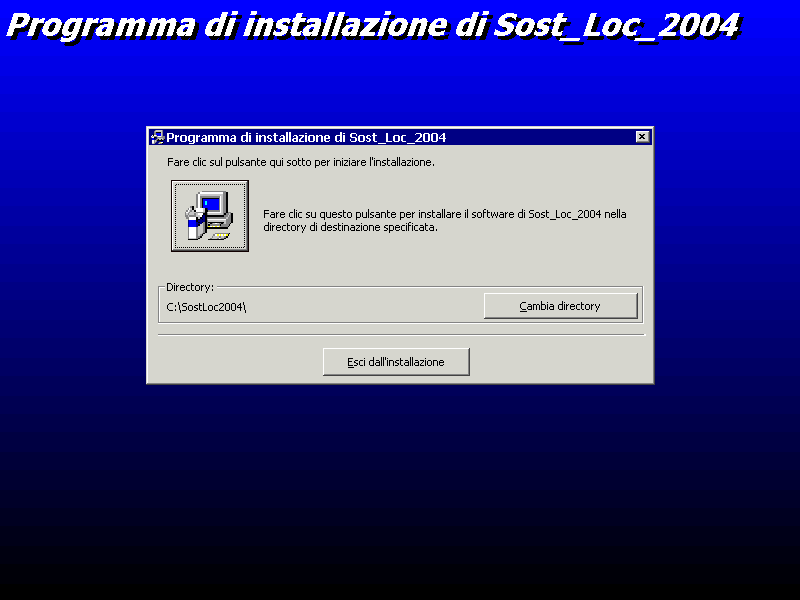 Programma di installazione di Sost_Loc_2004
Programma di installazione di Sost_Loc_2004
Fare clic sul pulsante qui sotto per iniziare l'installazione.
Fare clic su questo pulsante per installare il software di Sost_Loc_2004 nella
directory di destinazione specificata.
Directory:
C:\SostLoc2004\
Cambia directory
Esci dall'installazione